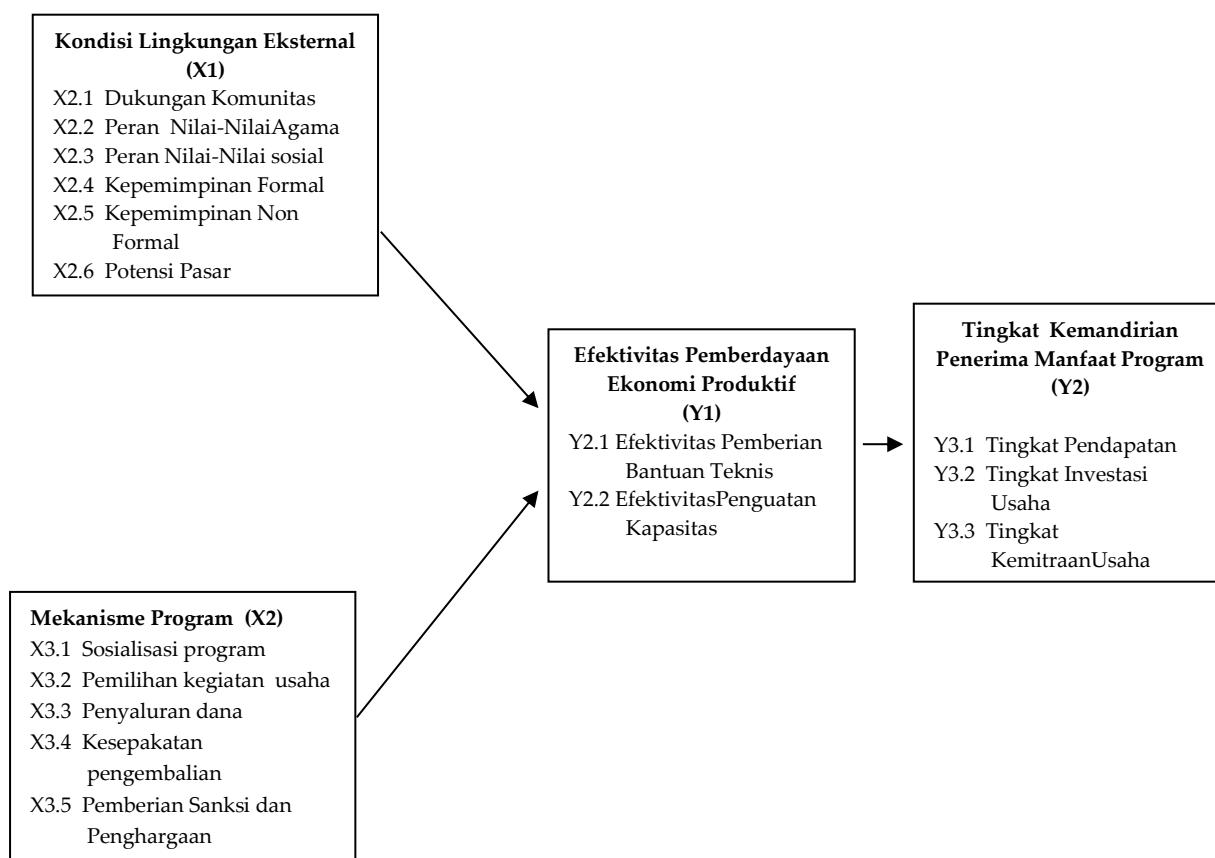 Kondisi Lingkungan Eksternal
(X1)
X2.1 Dukungan Komunitas
X2.2 Peran Nilai-NilaiAgama
X2.3 Peran Nilai-Nilai sosial
X2.4 Kepemimpinan Formal
X2.5 Kepemimpinan Non
Formal
X2.6 Potensi Pasar
Mekanisme Program (X2)
X3.1 Sosialisasi program
X3.2 Pemilihan kegiatan usaha
X3.3 Penyaluran dana
X3.4 Kesepakatan
pengembalian
X3.5 Pemberian Sanksi dan
Penghargaan
Efektivitas Pemberdayaan
Ekonomi Produktif
(Y1)
Y2.1 Efektivitas Pemberian
Bantuan Teknis
Y2.2 EfektivitasPenguatan
Kapasitas
Tingkat Kemandirian
Penerima Manfaat Program
(Y2)
Y3.1 Tingkat Pendapatan
Y3.2 Tingkat Investasi
Usaha
Y3.3 Tingkat
KemitraanUsaha